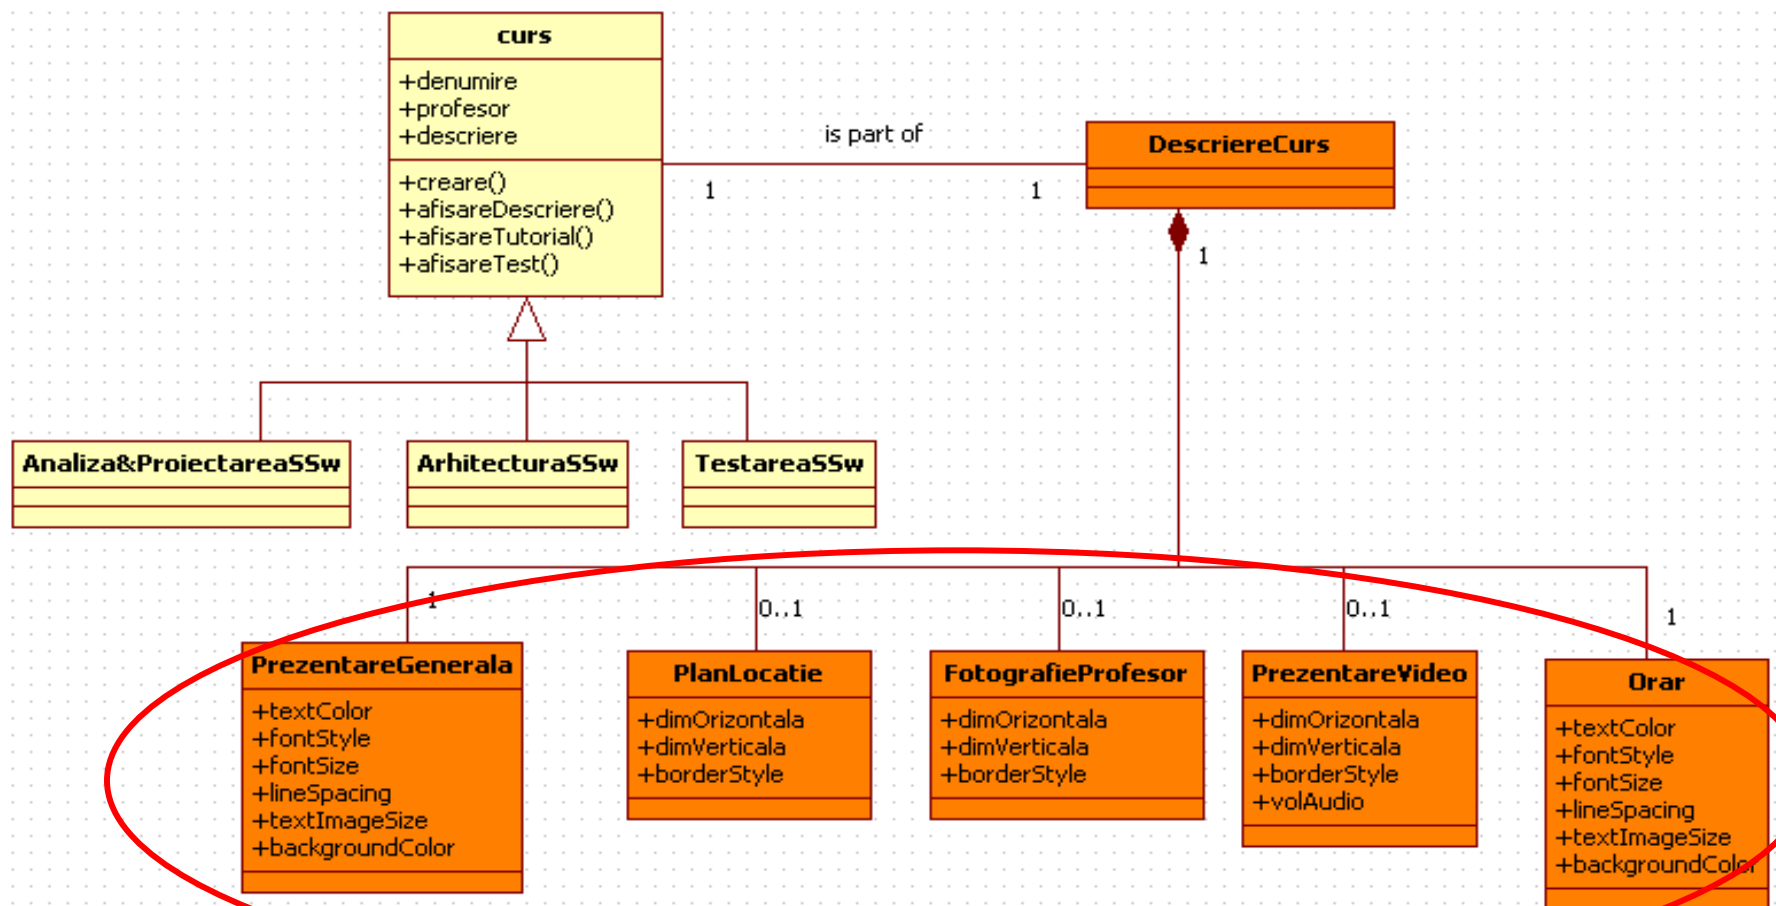 curs
+denumire
+profesor
+descriere
+creare()
+afisareDescriere()
+afisareTutorial()
+afisareTest()
is part of
1
1
DescriereCurs
1
Analiza&ProiectareaSSw
ArhitecturaSSw
TestareaSSw
1
0..1
0..1
0..1
1
PrezentareGenerala
+textColor
+fontStyle
+fontSize
+lineSpacing
+textImageSize
+backgroundColor
PlanLocatie
+dimOrizontala
+dimVerticala
+borderStyle
FotografieProfesor
+dimOrizontala
+dimVerticala
+borderStyle
PrezentareVideo
+dimOrizontala
+dimVerticala
+borderStyle
+volAudio
Orar
+textColor
+fontStyle
+fontSize
+lineSpacing
+textImageSize
+backgroundColor